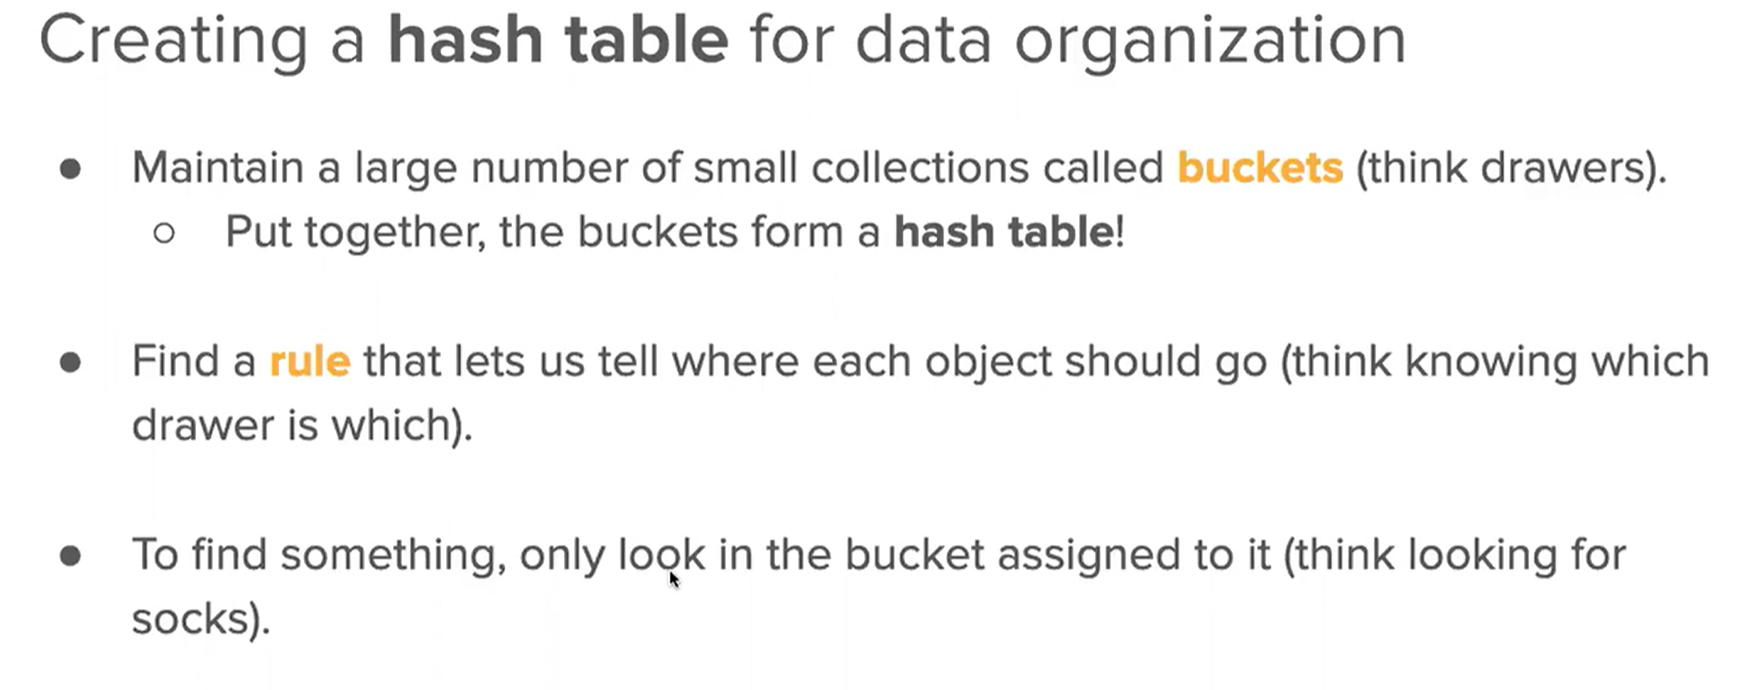 Creating a hash table for data organization
● Maintain a large number of small collections called buckets (think drawers).
○ Put together, the buckets form a hash table!
● Find a rule that lets us tell where each object should go (think knowing which
drawer is which).
● To find something, only look in the bucket assigned to it (think looking for
socks).